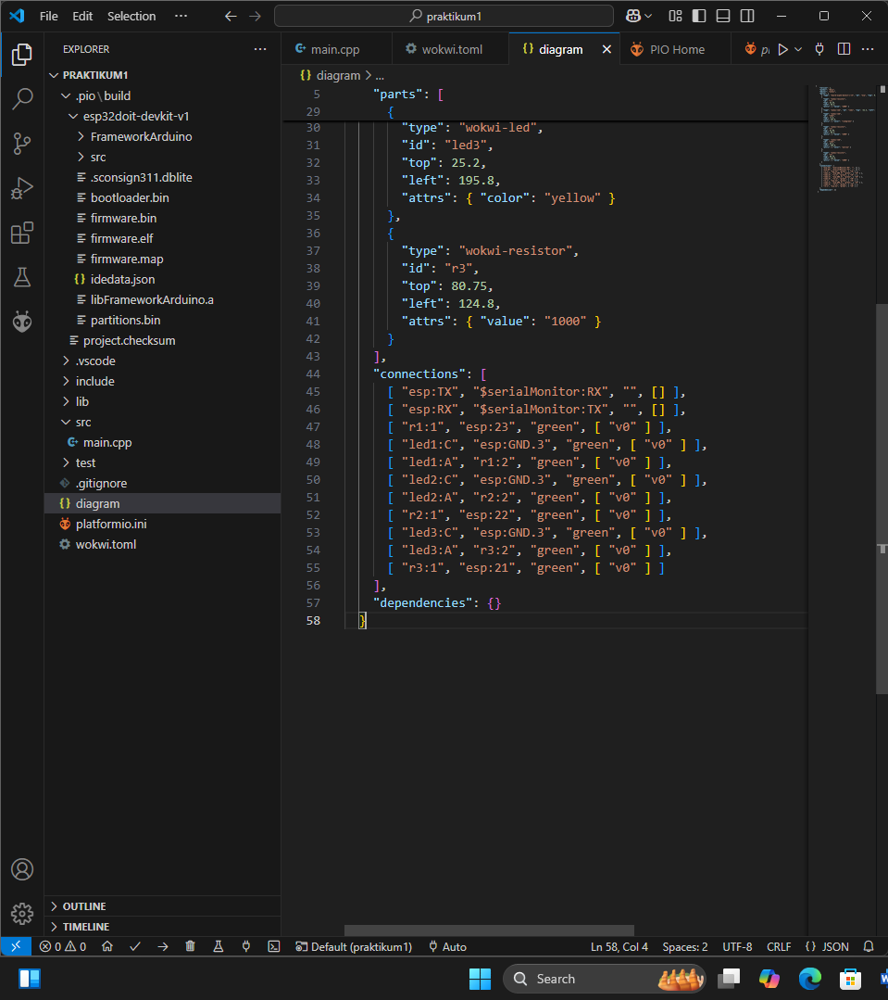 File Edit Selection ··· praktikum1
EXPLORER ···
PRAKTIKUM1
.pio \ build
esp32doit-devkit-v1
FrameworkArduino
src
.sconsign311.dblite
bootloader.bin
firmware.bin
firmware.elf
firmware.map
{} idedata.json
libFrameworkArduino.a
partitions.bin
project.checksum
.vscode
include
lib
src
main.cpp
test
.gitignore
{} diagram
platformio.ini
wokwi.toml
OUTLINE
TIMELINE
main.cpp wokwi.toml {} diagram PIO Home
{} diagram > ...
5 "parts": [
29 {
30 "type": "wokwi-led",
31 "id": "led3",
32 "top": 25.2,
33 "left": 195.8,
34 "attrs": { "color": "yellow" }
35 },
36 {
37 "type": "wokwi-resistor",
38 "id": "r3",
39 "top": 80.75,
40 "left": 124.8,
41 "attrs": { "value": "1000" }
42 }
43 ],
44 "connections": [
45 [ "esp:TX", "$serialMonitor:RX", "", [] ],
46 [ "esp:RX", "$serialMonitor:TX", "", [] ],
47 [ "r1:1", "esp:23", "green", [ "v0" ] ],
48 [ "led1:C", "esp:GND.3", "green", [ "v0" ] ],
49 [ "led1:A", "r1:2", "green", [ "v0" ] ],
50 [ "led2:C", "esp:GND.3", "green", [ "v0" ] ],
51 [ "led2:A", "r2:2", "green", [ "v0" ] ],
52 [ "r2:1", "esp:22", "green", [ "v0" ] ],
53 [ "led3:C", "esp:GND.3", "green", [ "v0" ] ],
54 [ "led3:A", "r3:2", "green", [ "v0" ] ],
55 [ "r3:1", "esp:21", "green", [ "v0" ] ]
56 ],
57 "dependencies": {}
58 }
0 0 Default (praktikum1) Auto Ln 58, Col 4 Spaces: 2 UTF-8 CRLF {} JSON
Search